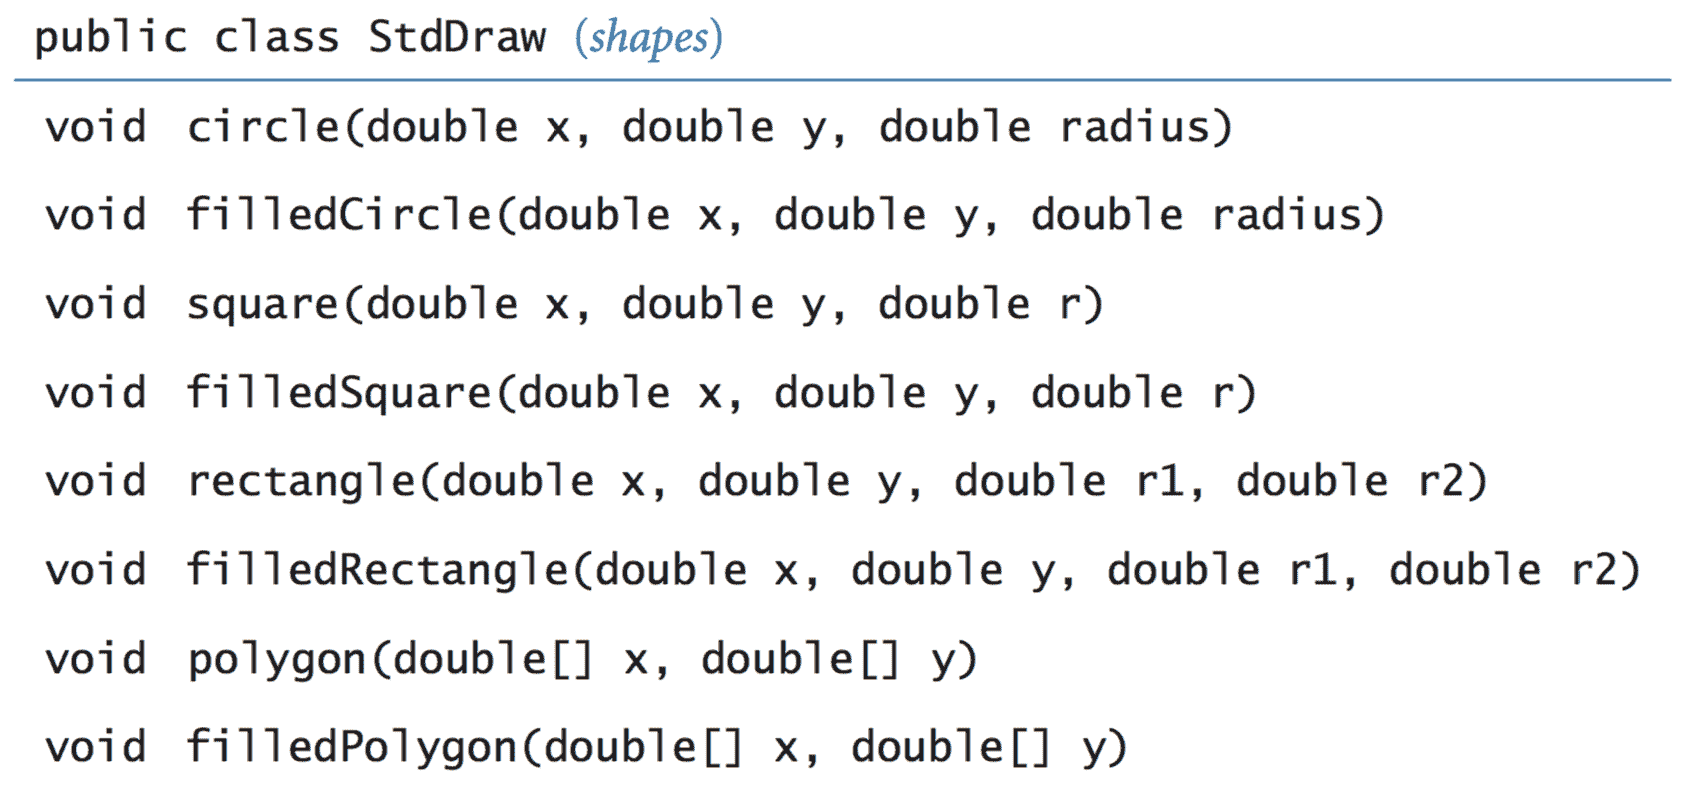 public class StdDraw (shapes)
void circle(double x, double y, double radius)
void filledCircle(double x, double y, double radius)
void square(double x, double y, double r)
void filledSquare(double x, double y, double r)
void rectangle(double x, double y, double r1, double r2)
void filledRectangle(double x, double y, double r1, double r2)
void polygon(double[] x, double[] y)
void filledPolygon(double[] x, double[] y)